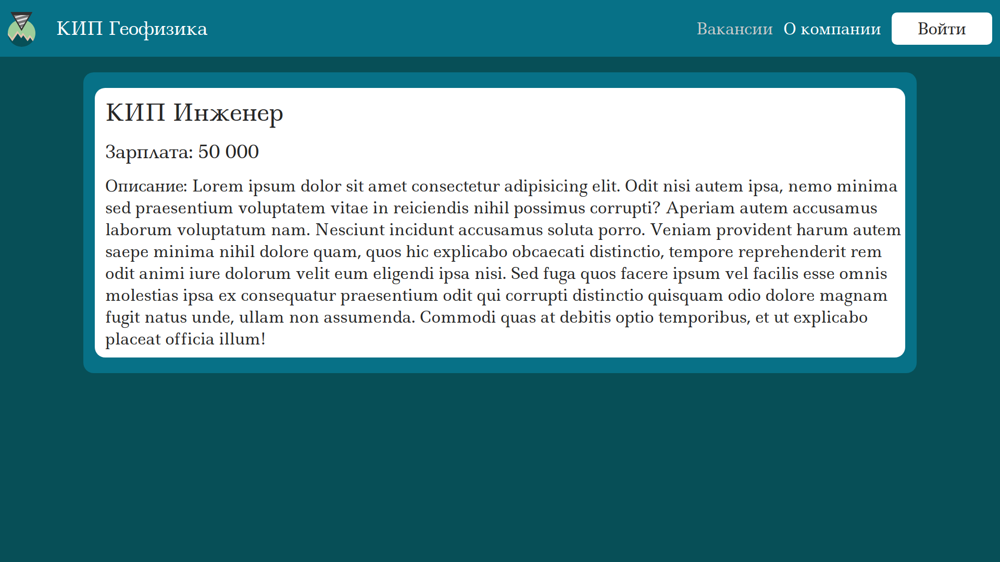 КИП Геофизика
Вакансии
О компании
Войти
КИП Инженер
Зарплата: 50 000
Описание: Lorem ipsum dolor sit amet consectetur adipisicing elit. Odit nisi autem ipsa, nemo minima
sed praesentium voluptatem vitae in reiciendis nihil possimus corrupti? Aperiam autem accusamus
laborum voluptatum nam. Nesciunt incidunt accusamus soluta porro. Veniam provident harum autem
saepe minima nihil dolore quam, quos hic explicabo obcaecati distinctio, tempore reprehenderit rem
odit animi iure dolorum velit eum eligendi ipsa nisi. Sed fuga quos facere ipsum vel facilis esse omnis
molestias ipsa ex consequatur praesentium odit qui corrupti distinctio quisquam odio dolore magnam
fugit natus unde, ullam non assumenda. Commodi quas at debitis optio temporibus, et ut explicabo
placeat officia illum!